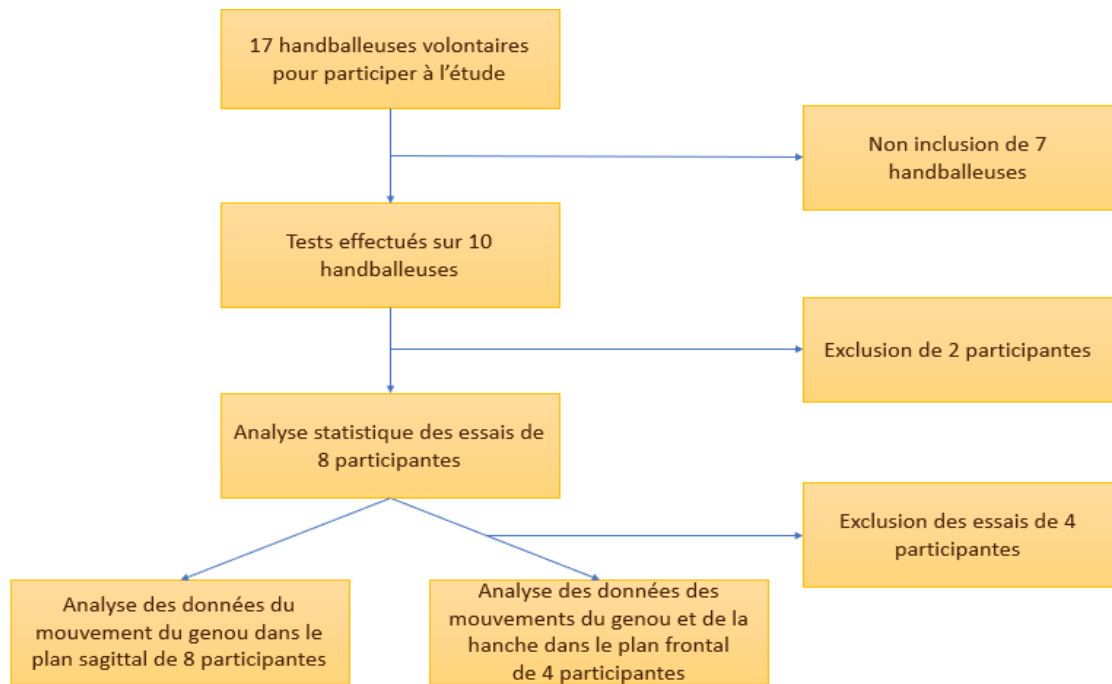 17 handballeuses volontaires
pour participer à l'étude
Non inclusion de 7
handballeuses
Tests effectués sur 10
handballeuses
Exclusion de 2 participantes
Analyse statistique des essais de
8 participantes
Exclusion des essais de 4
participantes
Analyse des données du
mouvement du genou dans le
plan sagittal de 8 participantes
Analyse des données des
mouvements du genou et de la
hanche dans le plan frontal
de 4 participantes